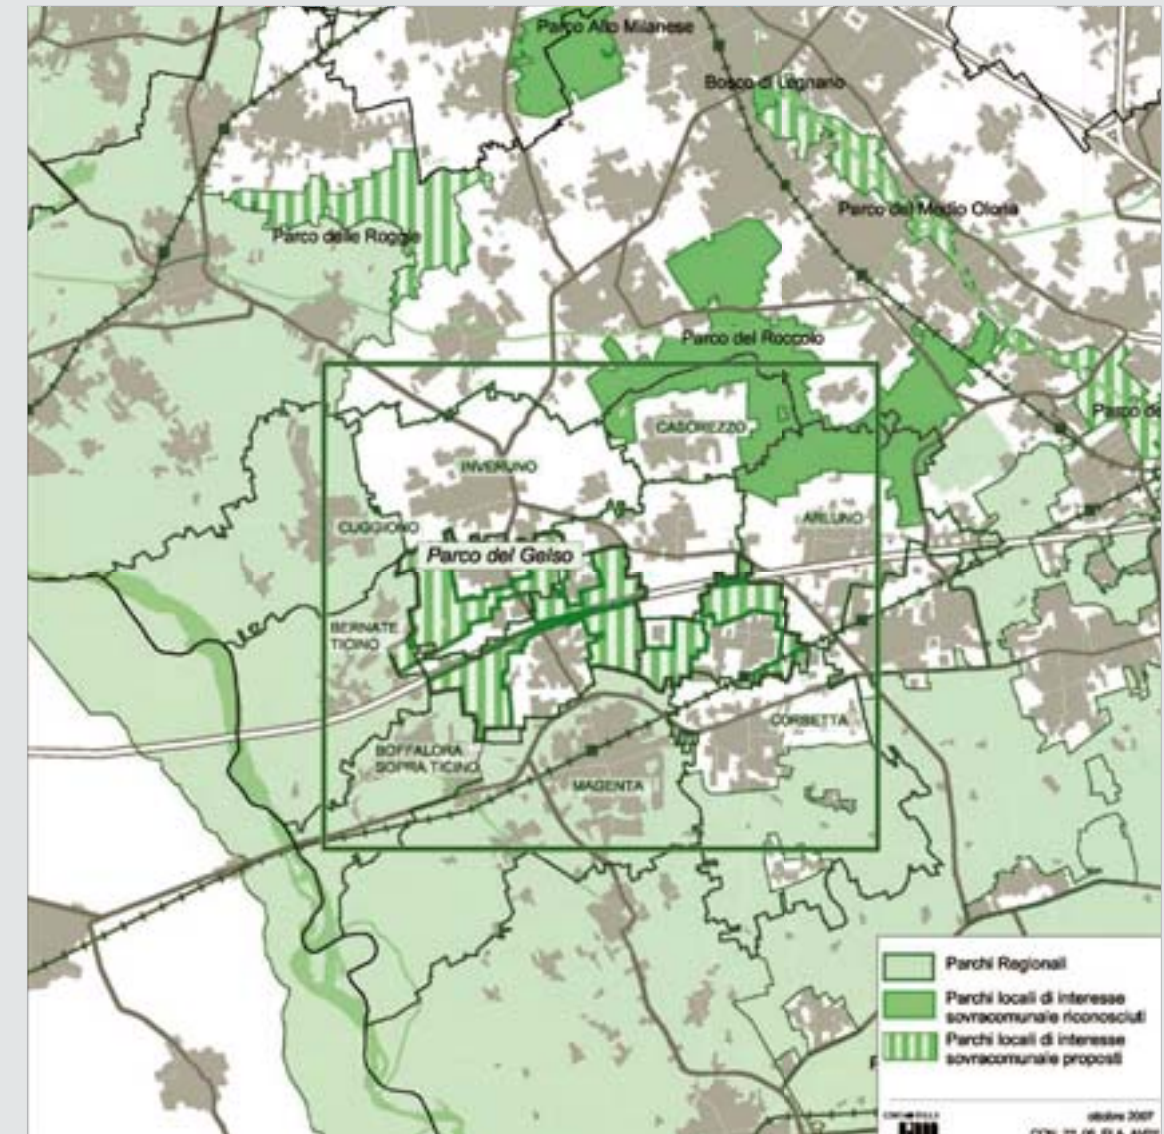 Parco Alto Milanese
Bosco di Legnano
Parco del Medio Olona
Parco delle Roggie
Parco del Roccolo
Parco de
CASOREZZO
INVERUNO
CUGGIONO
ARLUNO
Parco del Gelso
BERNATE
TICINO
CORBETTA
BOFFALORA
SOPRA TICINO
MAGENTA
Parchi Regionali
Parchi locali di interesse
sovracomunale riconosciuti
Parchi locali di interesse
sovracomunale proposti
ottobre 2007